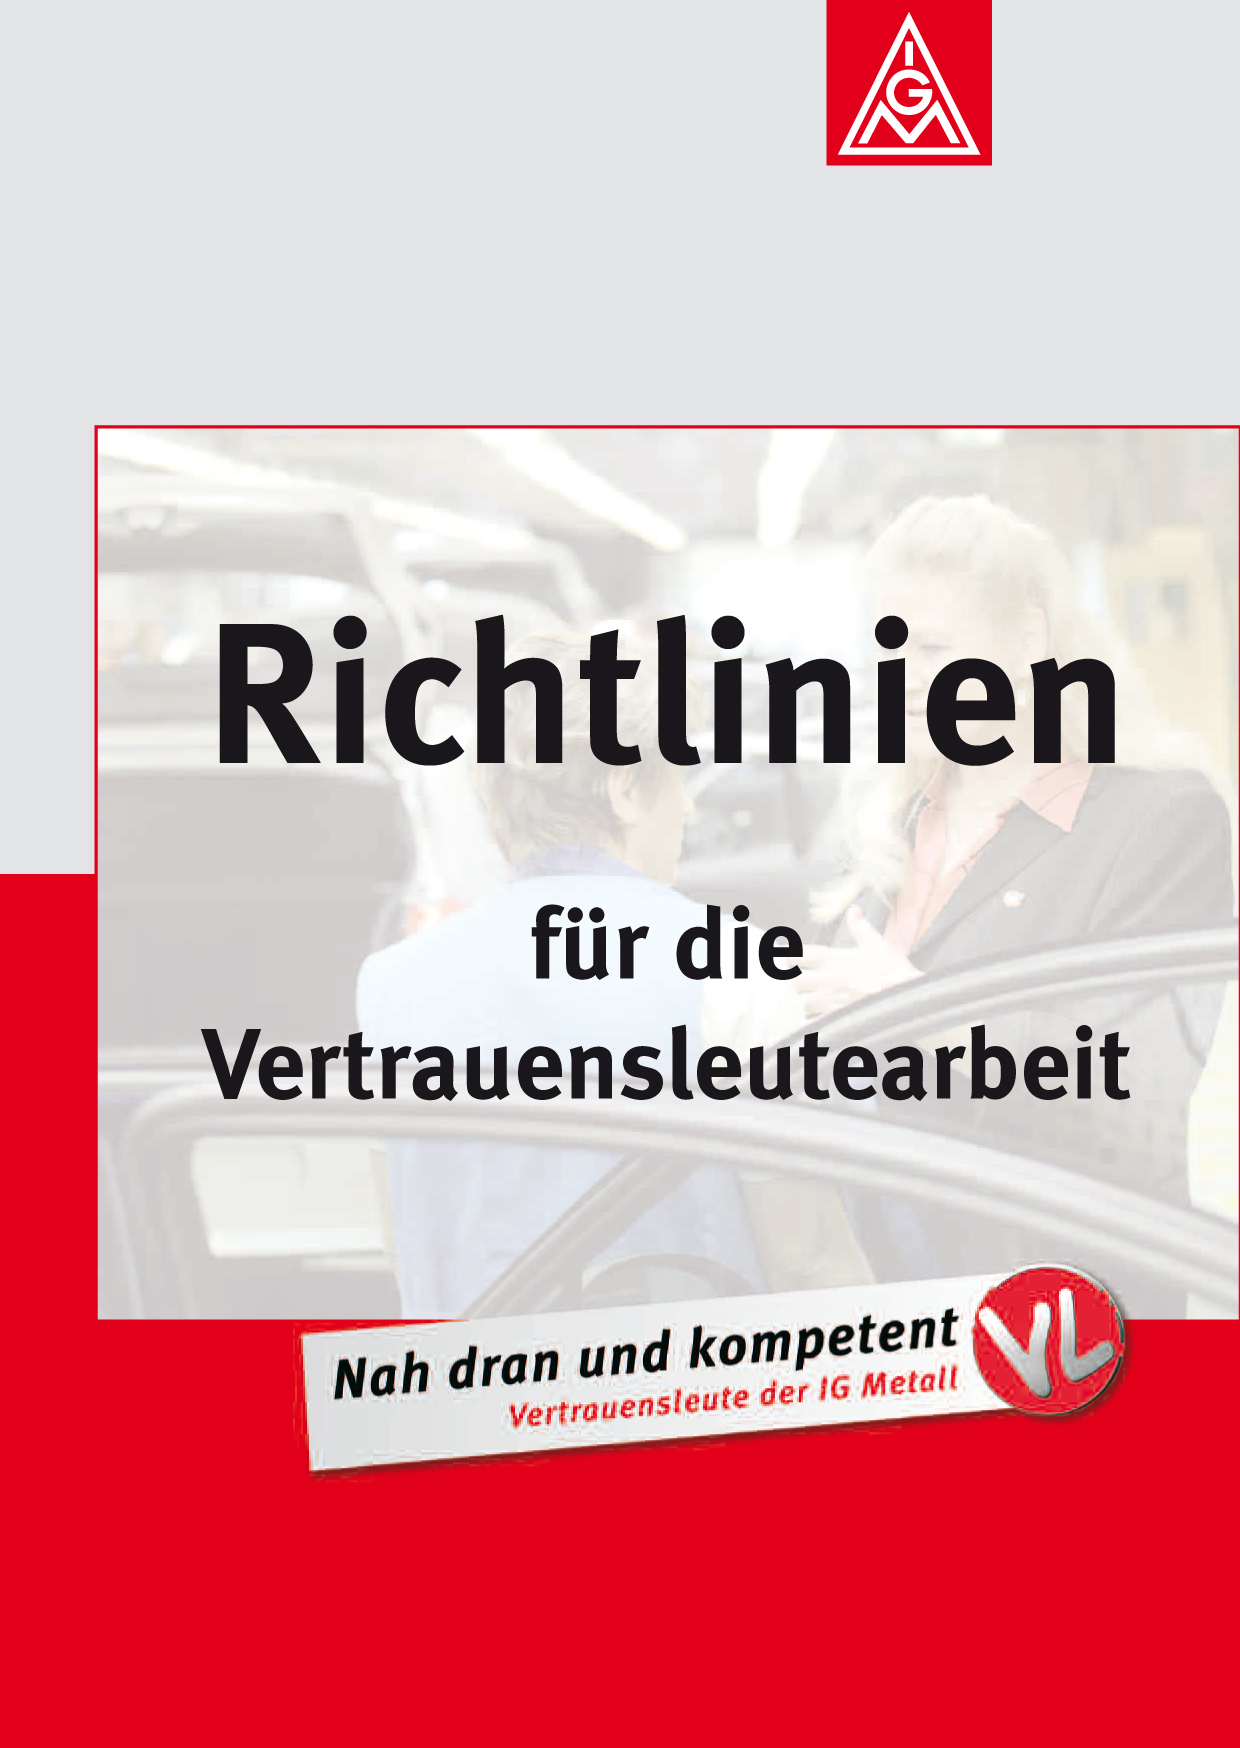 IGM
Richtlinien
für die
Vertrauensleutearbeit
Nah dran und kompetent
Vertrauensleute der IG Metall
VL